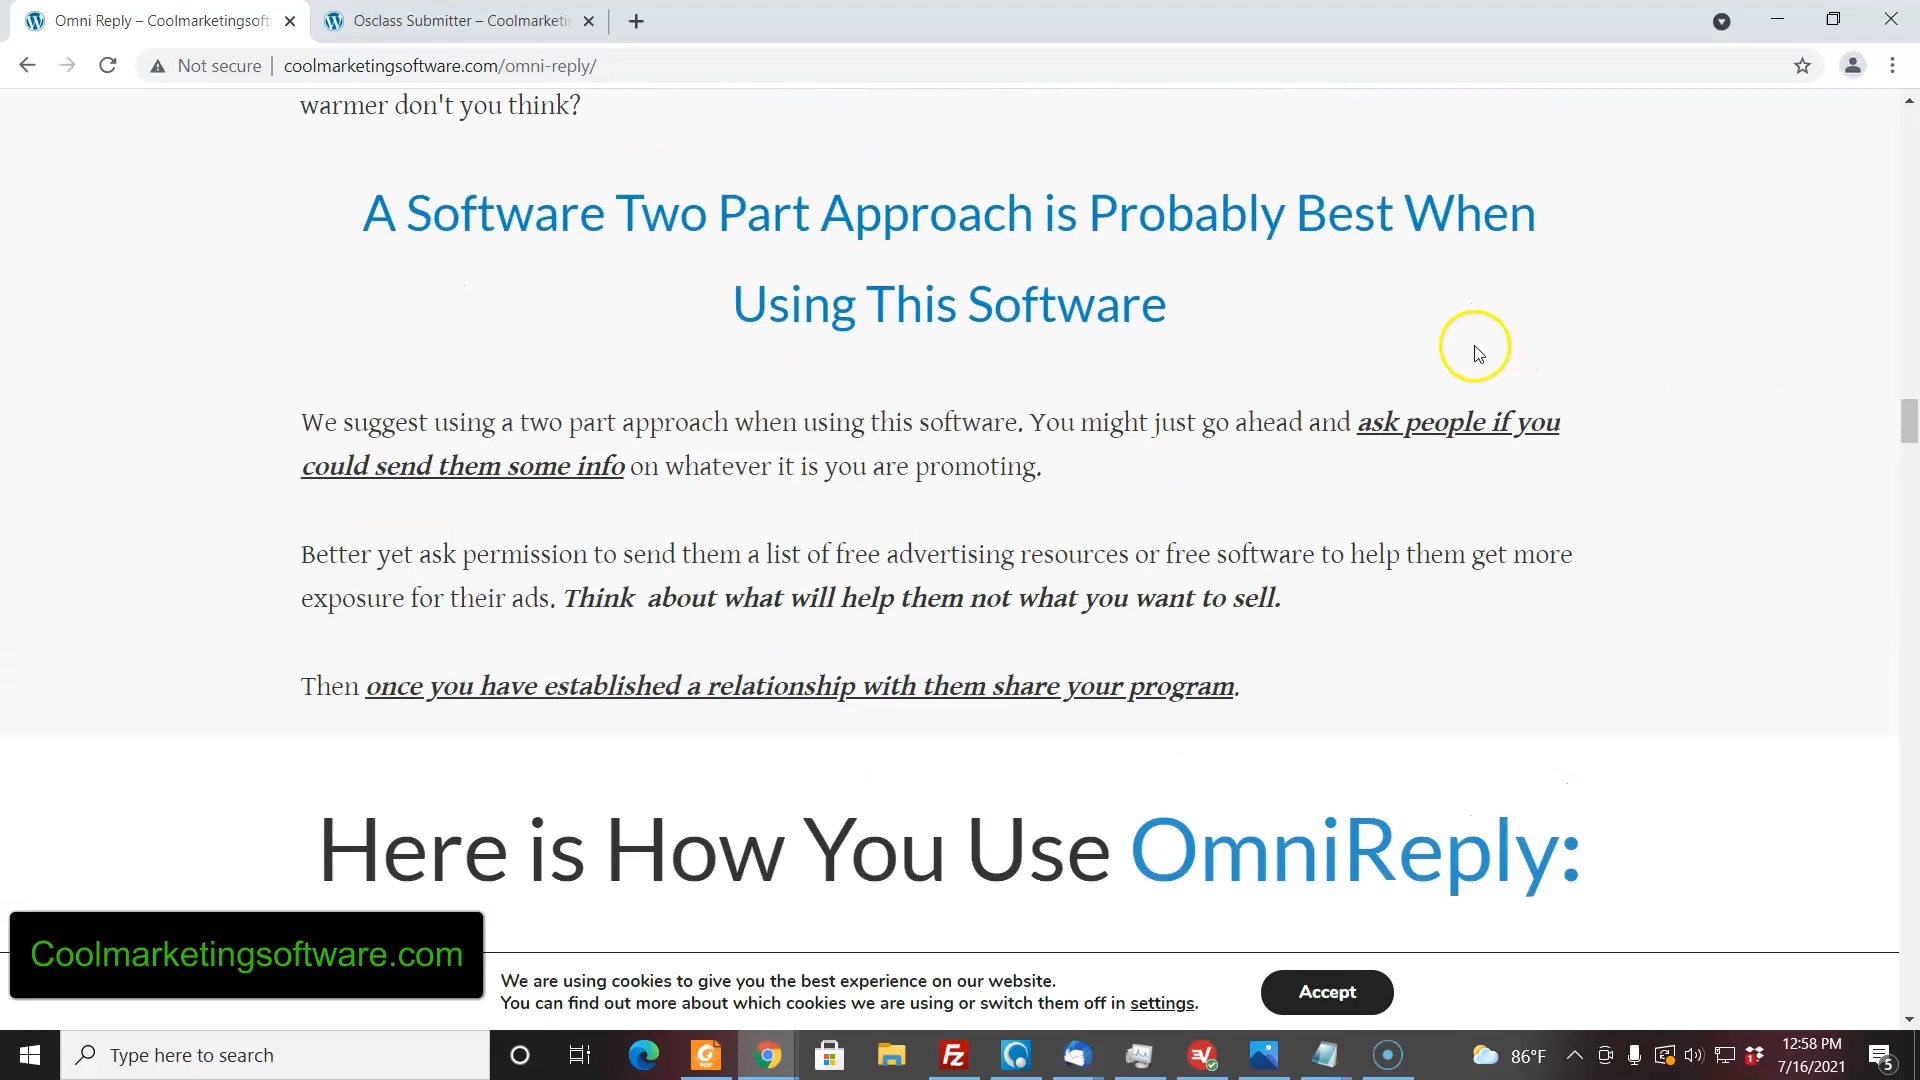 Omni Reply – Coolmarketingsoft
Osclass Submitter – Coolmarketi
Not secure
coolmarketingsoftware.com/omni-reply/
warmer don't you think?
A Software Two Part Approach is Probably Best When
Using This Software
We suggest using a two part approach when using this software. You might just go ahead and ask people if you
could send them some info on whatever it is you are promoting.
Better yet ask permission to send them a list of free advertising resources or free software to help them get more
exposure for their ads. Think about what will help them not what you want to sell.
Then once you have established a relationship with them share your program.
Here is How You Use OmniReply:
Coolmarketingsoftware.com
We are using cookies to give you the best experience on our website.
You can find out more about which cookies we are using or switch them off in settings.
Accept
Type here to search
86°F
12:58 PM
7/16/2021
5